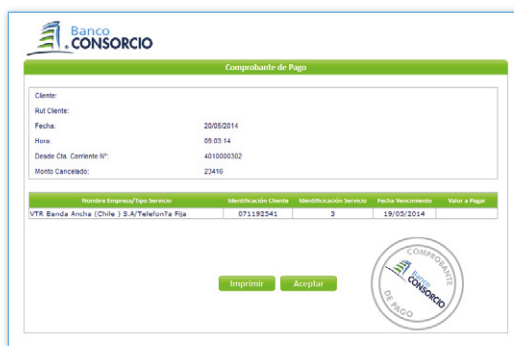 Banco
CONSORCIO
Comprobante de Pago
Cliente:
Rut Cliente:
Fecha: 20/05/2014
Hora: 09:03:14
Desde Cta. Corriente N°: 4010000302
Monto Cancelado: 23416
Nombre Empresa/Tipo Servicio Identificación Cliente Identificicación Servicio Fecha Vencimiento Valor a Pagar
VTR Banda Ancha (Chile ) S.A/Telefon?a Fija 071192541 3 19/03/2014
Imprimir Aceptar
COMPROBANTE
Banco
CONSORCIO
DE PAGO